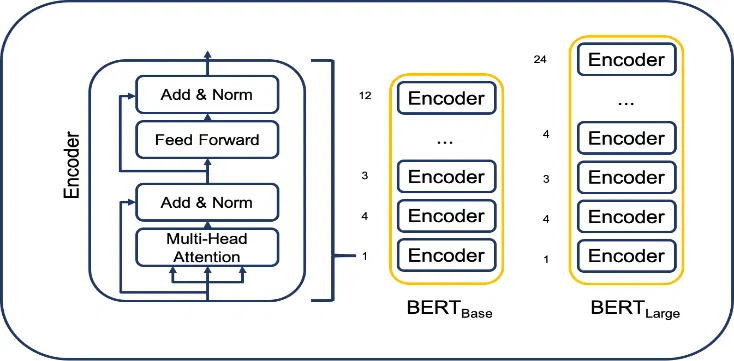 Encoder
Add & Norm
Feed Forward
Add & Norm
Multi-Head
Attention
12 Encoder
...
3 Encoder
4 Encoder
1 Encoder
BERTBase
24 Encoder
...
4 Encoder
3 Encoder
4 Encoder
1 Encoder
BERTLarge